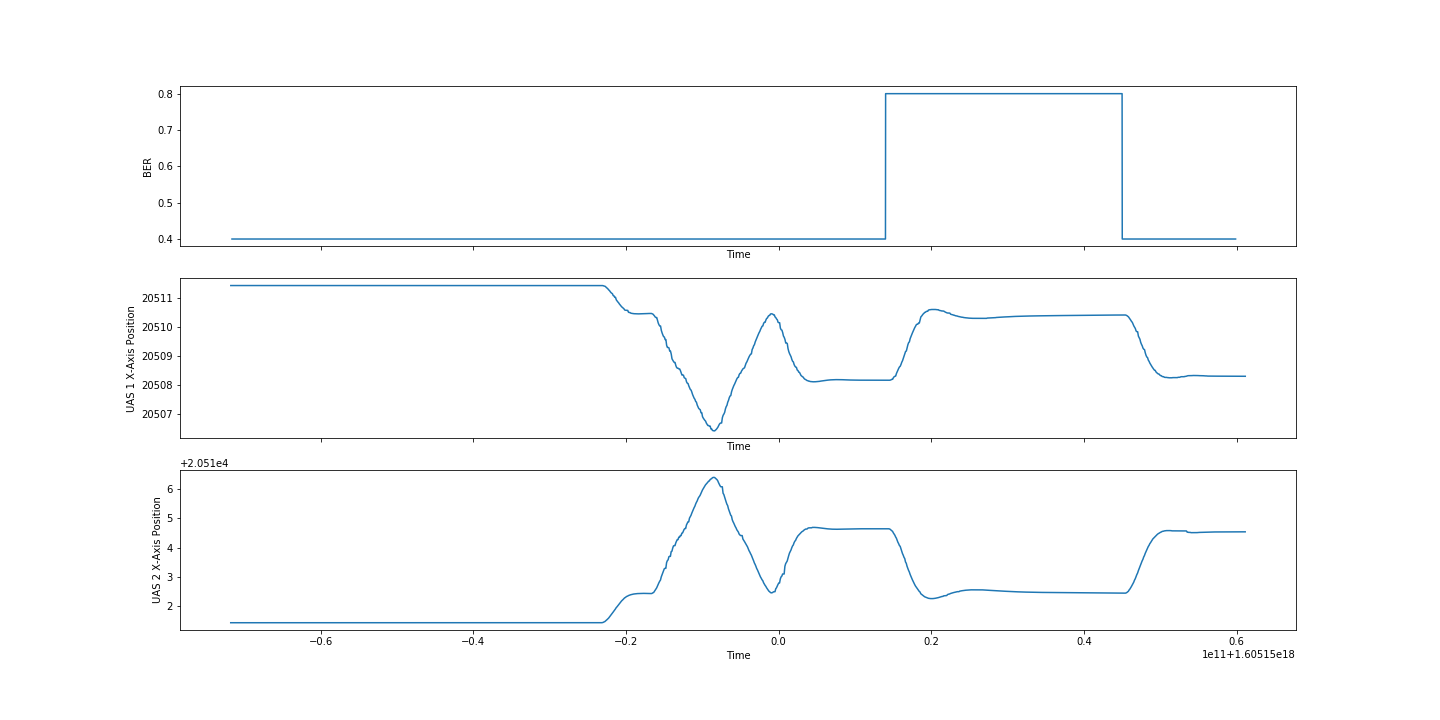 0.8
0.7
0.6
0.5
0.4
BER
Time
20511
20510
20509
20508
20507
UAS 1 X-Axis Position
Time
+2.051e4
6
5
4
3
2
UAS 2 X-Axis Position
−0.6 −0.4 −0.2 0.0 0.2 0.4 0.6
Time
1e11+1.60515e18